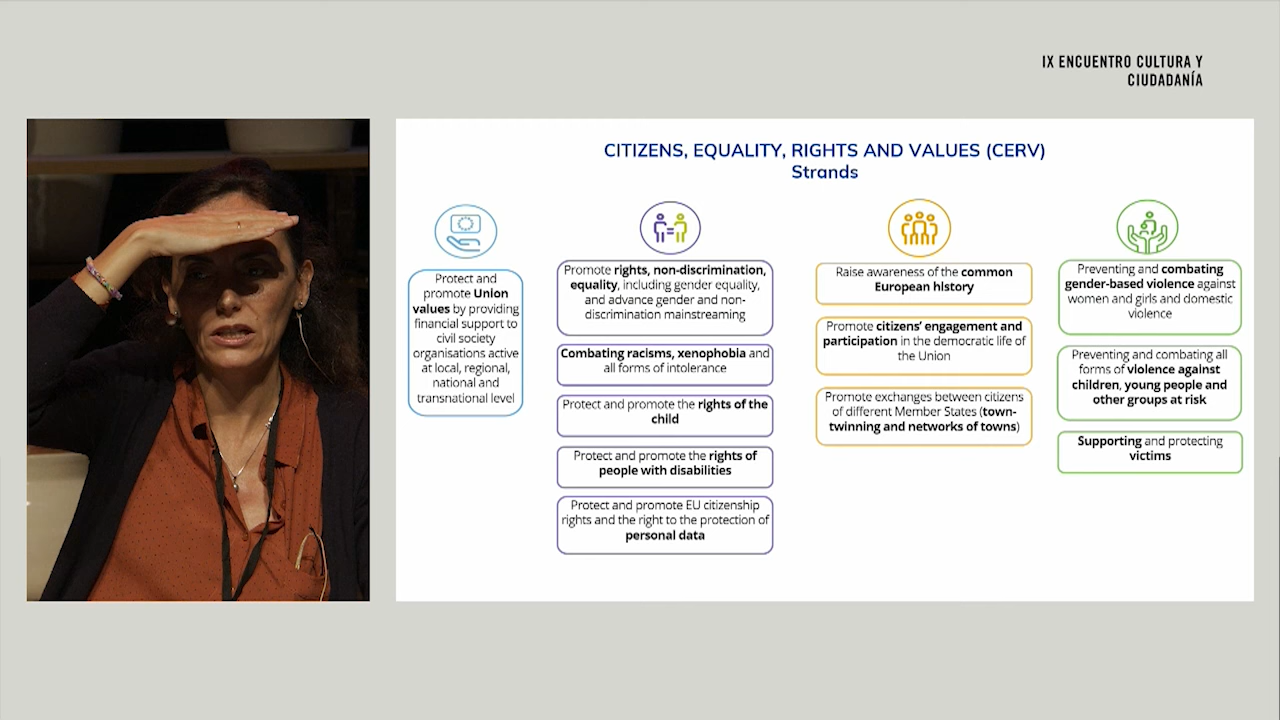 IX ENCUENTRO CULTURA Y
CIUDADANÍA
CITIZENS, EQUALITY, RIGHTS AND VALUES (CERV)
Strands
Protect and
promote Union
values by providing
financial support to
civil society
organisations active
at local, regional,
national and
transnational level
Promote rights, non-discrimination,
equality, including gender equality,
and advance gender and non-
discrimination mainstreaming
Combating racisms, xenophobia and
all forms of intolerance
Protect and promote the rights of the
child
Protect and promote the rights of
people with disabilities
Protect and promote EU citizenship
rights and the right to the protection of
personal data
Raise awareness of the common
European history
Promote citizens’ engagement and
participation in the democratic life of
the Union
Promote exchanges between citizens
of different Member States (town-
twinning and networks of towns)
Preventing and combating
gender-based violence against
women and girls and domestic
violence
Preventing and combating all
forms of violence against
children, young people and
other groups at risk
Supporting and protecting
victims